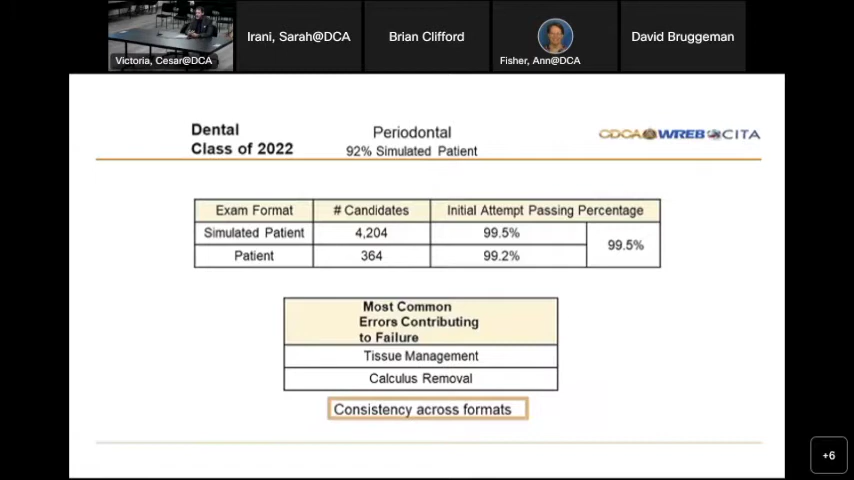 Victoria, Cesar@DCA
Irani, Sarah@DCA
Brian Clifford
Fisher, Ann@DCA
David Bruggeman
Dental
Class of 2022
Periodontal
92% Simulated Patient
CDCA WREB CITA
Exam Format # Candidates Initial Attempt Passing Percentage
Simulated Patient 4,204 99.5%
99.5%
Patient 364 99.2%
Most Common
Errors Contributing
to Failure
Tissue Management
Calculus Removal
Consistency across formats
+6